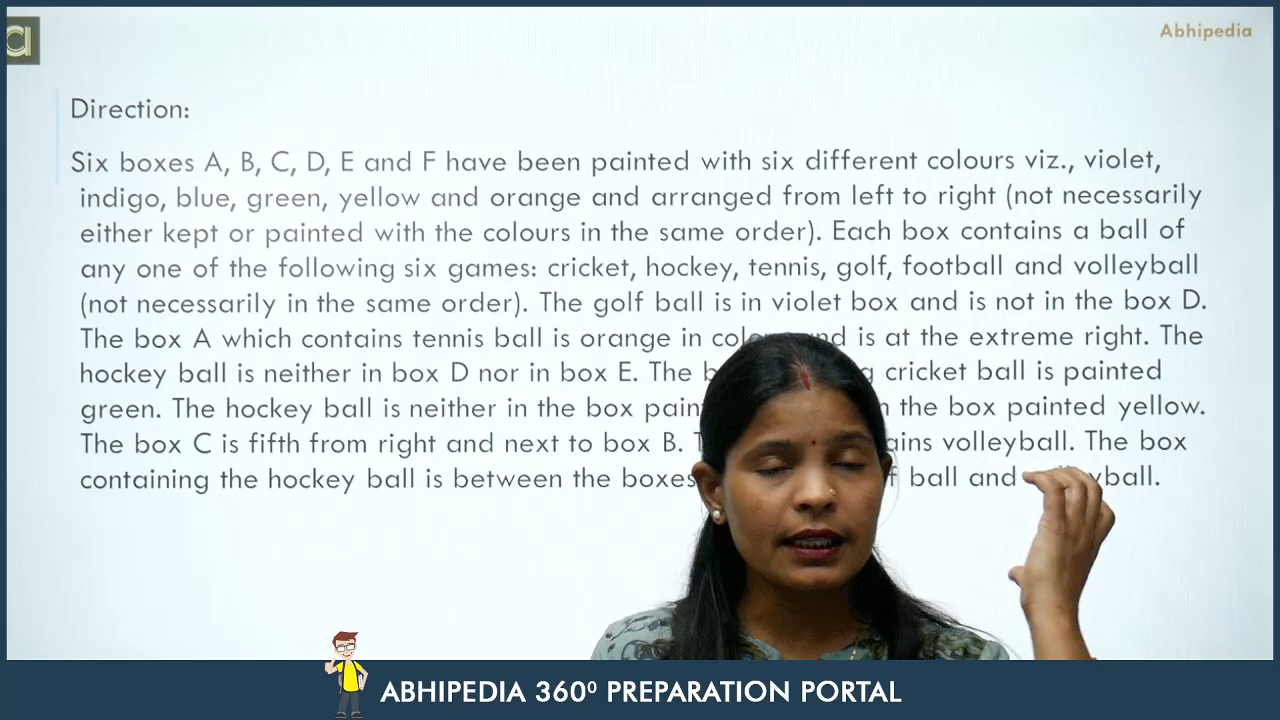 a
Abhipedia
Direction:
Six boxes A, B, C, D, E and F have been painted with six different colours viz., violet,
indigo, blue, green, yellow and orange and arranged from left to right (not necessarily
either kept or painted with the colours in the same order). Each box contains a ball of
any one of the following six games: cricket, hockey, tennis, golf, football and volleyball
(not necessarily in the same order). The golf ball is in violet box and is not in the box D.
The box A which contains tennis ball is orange in and is at the extreme right. The
hockey ball is neither in box D nor in box E. The cricket ball is painted
green. The hockey ball is neither in the box the box painted yellow.
The box C is fifth from right and next to box B. volleyball. The box
containing the hockey ball is between the boxes ball and
ABHIPEDIA 360⁰ PREPARATION PORTAL